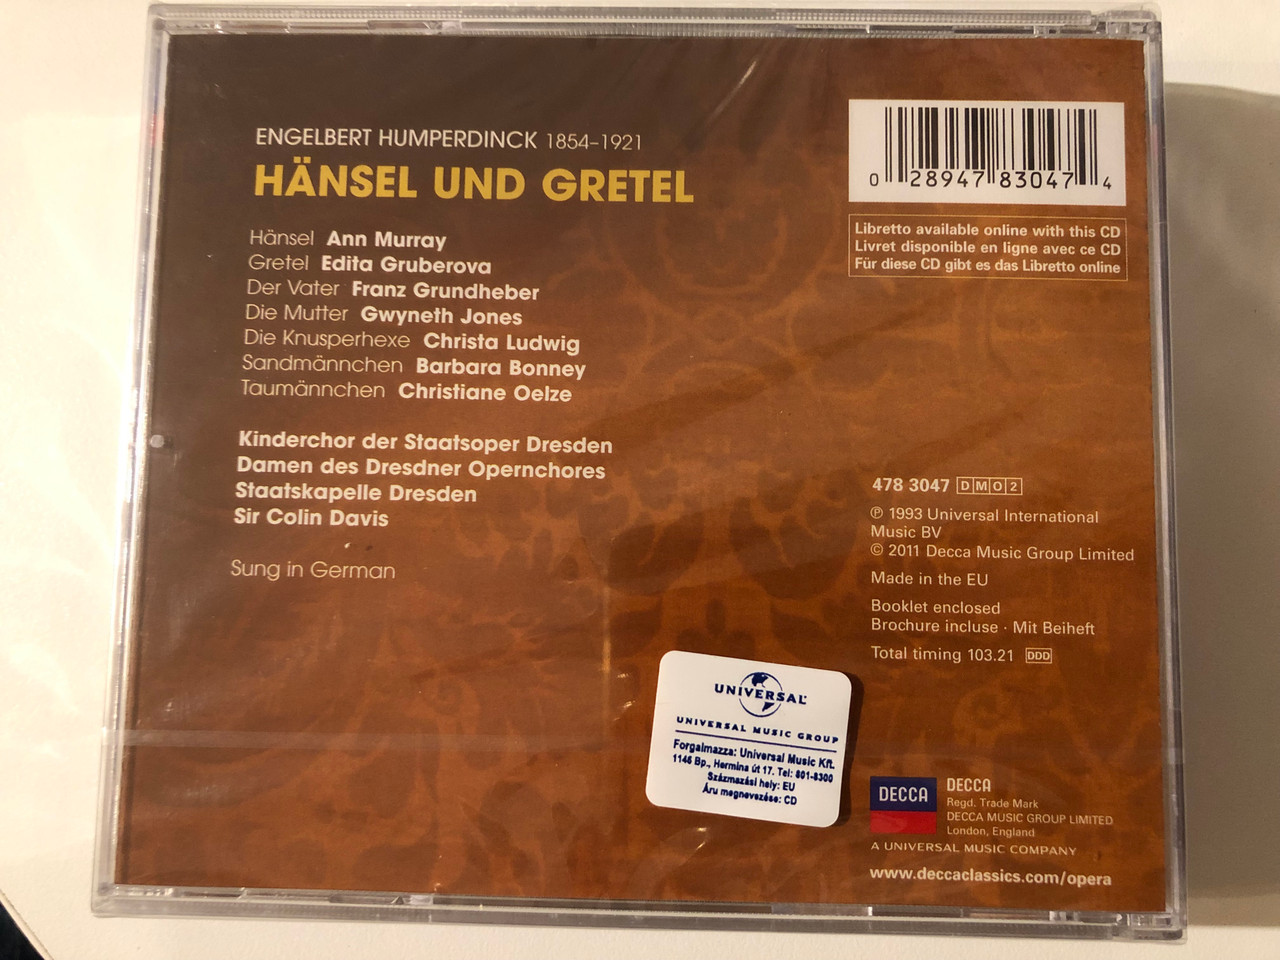 ENGELBERT HUMPERDINCK 1854–1921
HÄNSEL UND GRETEL
Hänsel Ann Murray
Gretel Edita Gruberova
Der Vater Franz Grundheber
Die Mutter Gwyneth Jones
Die Knusperhexe Christa Ludwig
Sandmännchen Barbara Bonney
Taumännchen Christiane Oelze
Kinderchor der Staatsoper Dresden
Damen des Dresdner Opernchores
Staatskapelle Dresden
Sir Colin Davis
Sung in German
0 28947 83047 4
Libretto available online with this CD
Livret disponible en ligne avec ce CD
Für diese CD gibt es das Libretto online
478 3047 DMO2
℗ 1993 Universal International
Music BV
© 2011 Decca Music Group Limited
Made in the EU
Booklet enclosed
Brochure incluse · Mit Beiheft
Total timing 103.21 DDD
UNIVERSAL
UNIVERSAL MUSIC GROUP
Forgalmazza: Universal Music Kft.
1146 Bp., Hermina út 17. Tel: 801-8300
Származási hely: EU
Áru megnevezése: CD
DECCA
DECCA
Regd. Trade Mark
DECCA MUSIC GROUP LIMITED
London, England
A UNIVERSAL MUSIC COMPANY
www.deccaclassics.com/opera